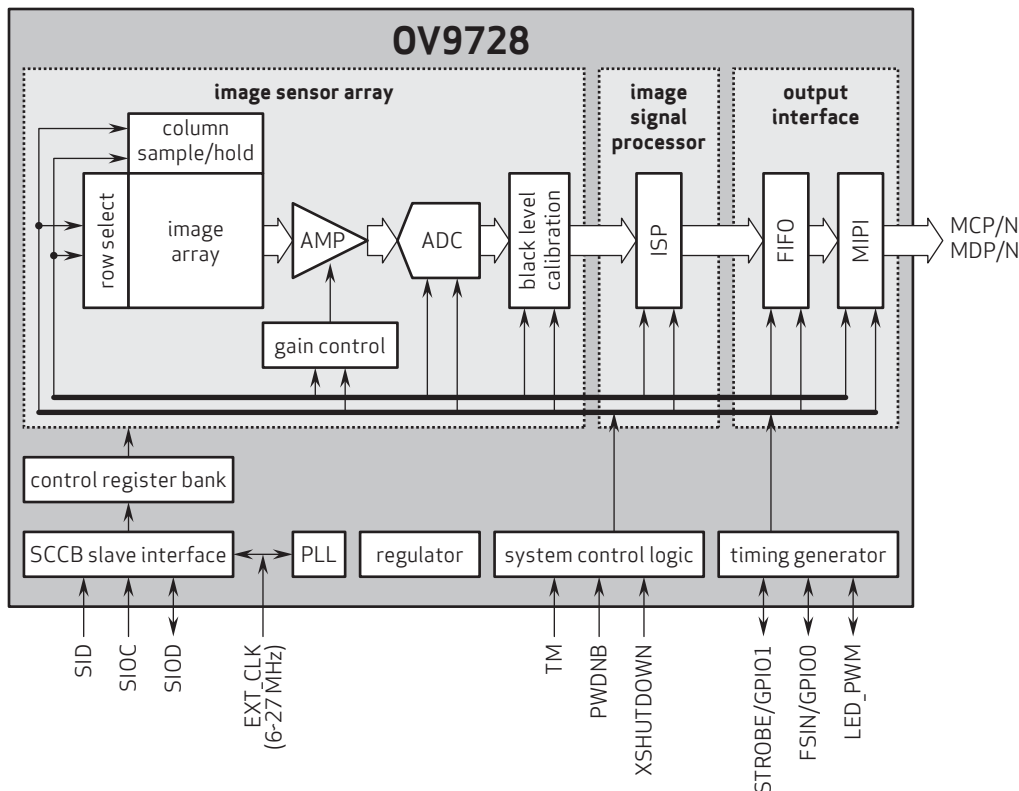 OV9728
image sensor array
image
signal
processor
output
interface
column
sample/hold
row select
image
array
AMP
ADC
black level
calibration
ISP
FIFO
MIPI
MCP/N
MDP/N
gain control
control register bank
SCCB slave interface
PLL
regulator
system control logic
timing generator
SID
SIOC
SIOD
EXT_CLK
(6-27 MHz)
TM
PWDNB
XSHUTDOWN
STROBE/GPIO1
FSIN/GPIO0
LED_PWM